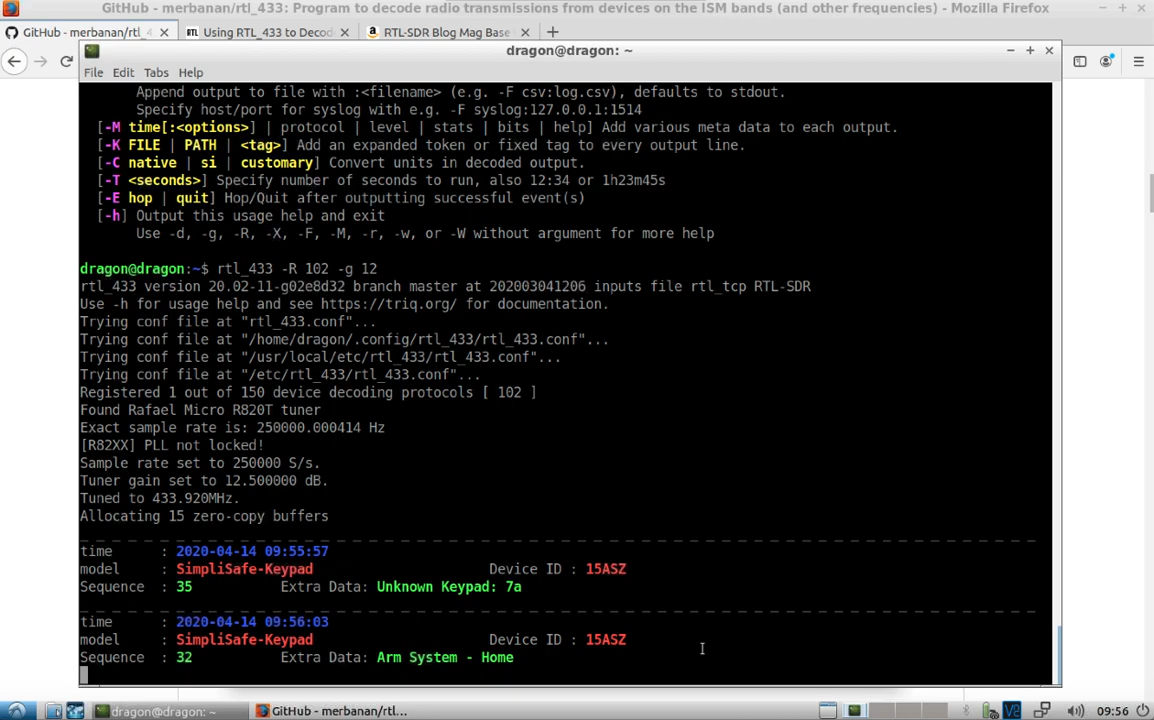 GitHub - merbanan/rtl_433: Program to decode radio transmissions from devices on the ISM bands (and other frequencies) - Mozilla Firefox
GitHub - merbanan/rtl_4
RTL Using RTL_433 to Decod
RTL-SDR Blog Mag Base
dragon@dragon: ~
File Edit Tabs Help
Append output to file with :<filename> (e.g. -F csv:log.csv), defaults to stdout.
Specify host/port for syslog with e.g. -F syslog:127.0.0.1:1514
[-M time[:<options>] | protocol | level | stats | bits | help] Add various meta data to each output.
[-K FILE | PATH | <tag>] Add an expanded token or fixed tag to every output line.
[-C native | si | customary] Convert units in decoded output.
[-T <seconds>] Specify number of seconds to run, also 12:34 or 1h23m45s
[-E hop | quit] Hop/Quit after outputting successful event(s)
[-h] Output this usage help and exit
Use -d, -g, -R, -X, -F, -M, -r, -w, or -W without argument for more help
dragon@dragon:~$ rtl_433 -R 102 -g 12
rtl_433 version 20.02-11-g02e8d32 branch master at 202003041206 inputs file rtl_tcp RTL-SDR
Use -h for usage help and see https://triq.org/ for documentation.
Trying conf file at "rtl_433.conf"...
Trying conf file at "/home/dragon/.config/rtl_433/rtl_433.conf"...
Trying conf file at "/usr/local/etc/rtl_433/rtl_433.conf"...
Trying conf file at "/etc/rtl_433/rtl_433.conf"...
Registered 1 out of 150 device decoding protocols [ 102 ]
Found Rafael Micro R820T tuner
Exact sample rate is: 250000.000414 Hz
[R82XX] PLL not locked!
Sample rate set to 250000 S/s.
Tuner gain set to 12.500000 dB.
Tuned to 433.920MHz.
Allocating 15 zero-copy buffers
time : 2020-04-14 09:55:57
model : SimpliSafe-Keypad Device ID : 15ASZ
Sequence : 35 Extra Data: Unknown Keypad: 7a
time : 2020-04-14 09:56:03
model : SimpliSafe-Keypad Device ID : 15ASZ
Sequence : 32 Extra Data: Arm System - Home
dragon@dragon: ~
GitHub - merbanan/rtl...
09:56